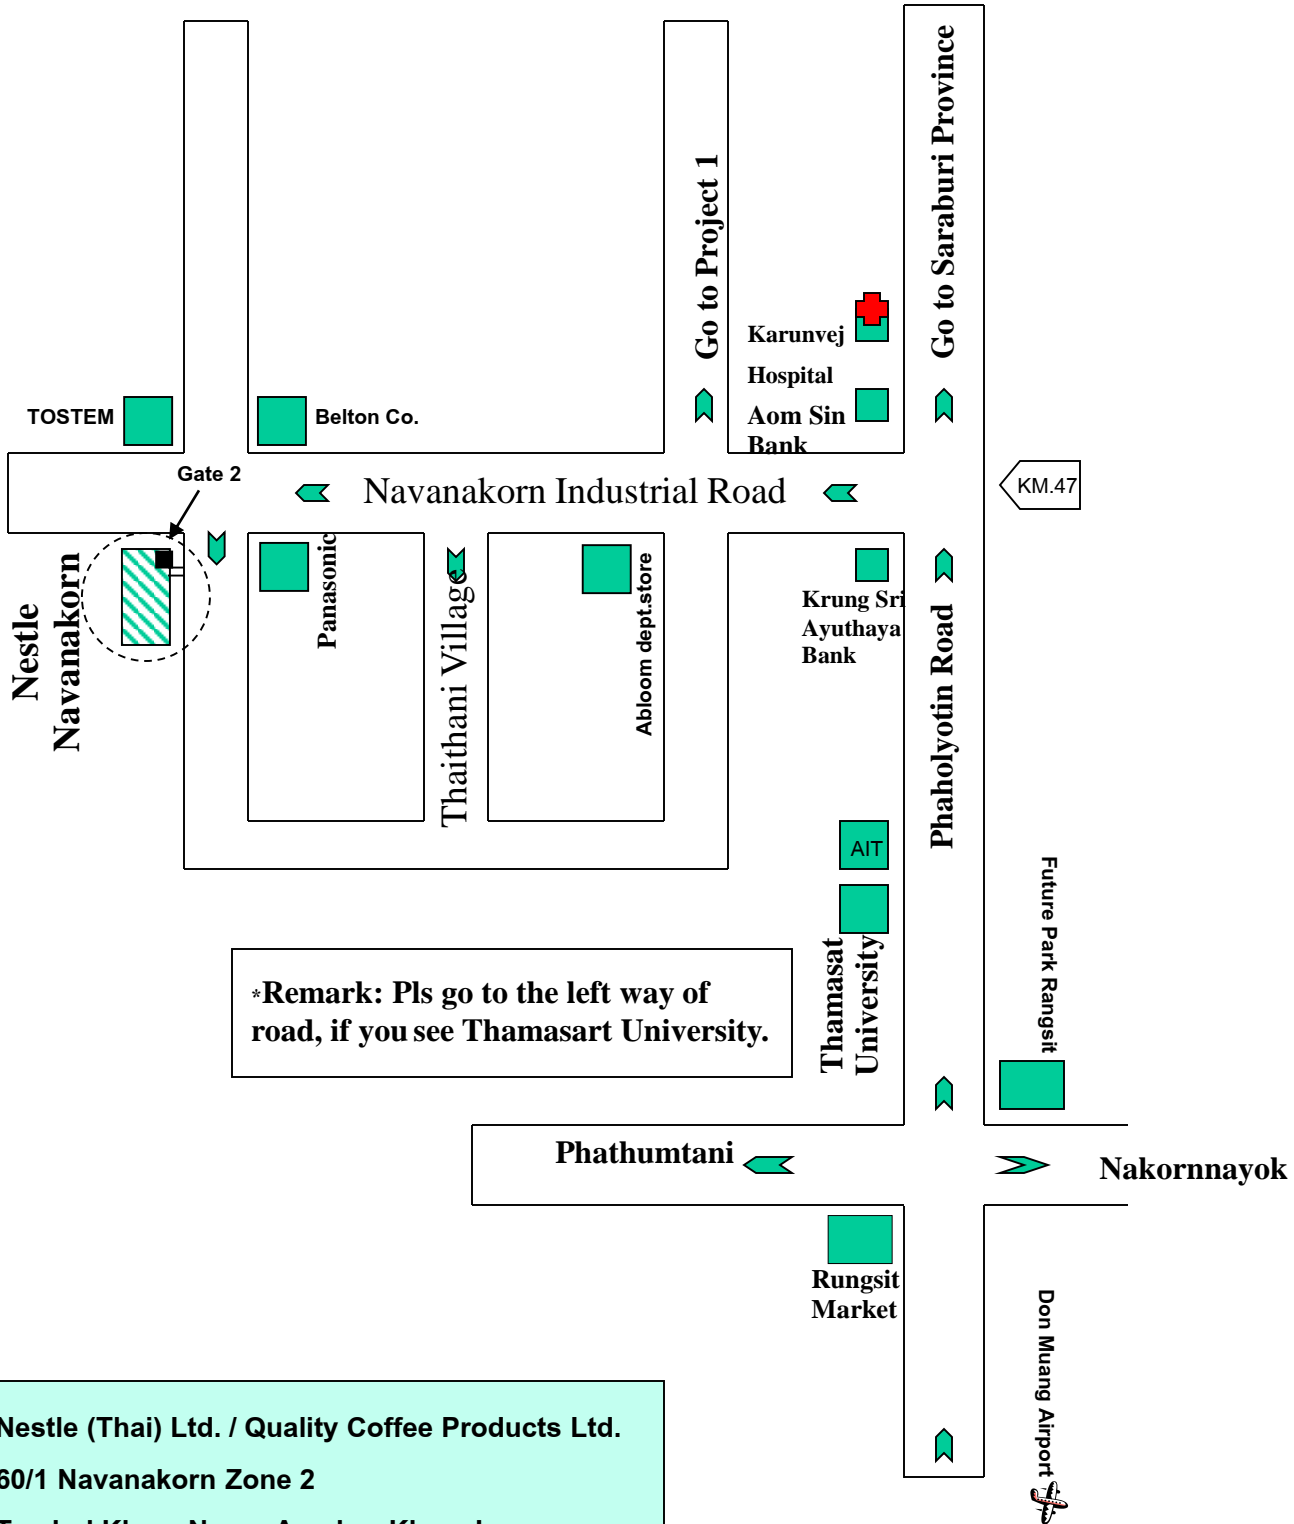 Go to Project 1
Go to Saraburi Province
Karunvej
Hospital
Aom Sin
Bank
TOSTEM
Belton Co.
Gate 2
Navanakorn Industrial Road
KM.47
Nestle
Navanakorn
Panasonic
Thaithani Village
Abloom dept.store
Krung Sri
Ayuthaya
Bank
Phaholyotin Road
AIT
Thamasat
University
Future Park Rangsit
*Remark: Pls go to the left way of
road, if you see Thamasart University.
Phathumtani
Nakornnayok
Rungsit
Market
Don Muang Airport
Nestle (Thai) Ltd. / Quality Coffee Products Ltd.
60/1 Navanakorn Zone 2